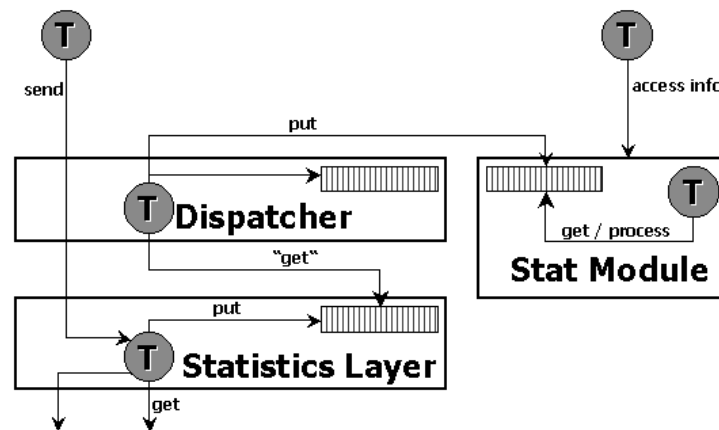 T
T
send
access info
put
T
T
Dispatcher
get / process
"get"
Stat Module
put
T
Statistics Layer
get